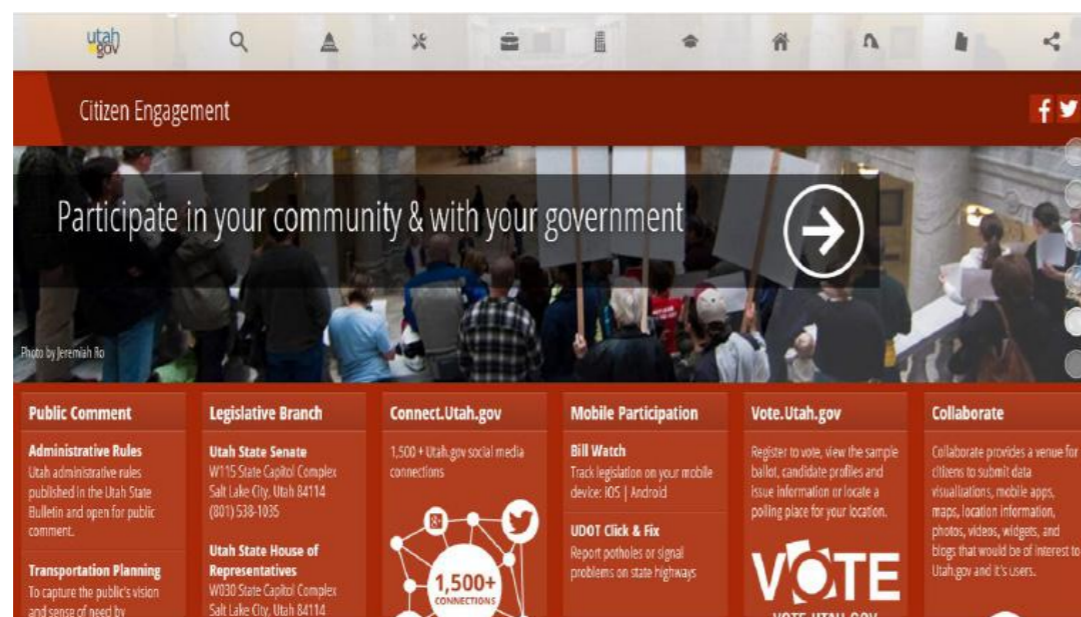 utah
gov
Citizen Engagement
Participate in your community & with your government
Photo by Jeremiah Ro
Public Comment
Administrative Rules
Utah administrative rules
published in the Utah State
Bulletin and open for public
comment.
Transportation Planning
To capture the public's vision
and sense of need by
Legislative Branch
Utah State Senate
W115 State Capitol Complex
Salt Lake City, Utah 84114
(801) 538-1035
Utah State House of
Representatives
W030 State Capitol Complex
Salt Lake City, Utah 84114
Connect.Utah.gov
1,500 + Utah.gov social media
connections
1,500+
CONNECTIONS
Mobile Participation
Bill Watch
Track legislation on your mobile
device: iOS | Android
UDOT Click & Fix
Report potholes or signal
problems on state highways
Vote.Utah.gov
Register to vote, view the sample
ballot, candidate profiles and
issue information or locate a
polling place for your location.
VOTE
VOTE.UTAH.GOV
Collaborate
Collaborate provides a venue for
citizens to submit data
visualizations, mobile apps,
maps, location information,
photos, videos, widgets, and
blogs that would be of interest to
Utah.gov and it's users.